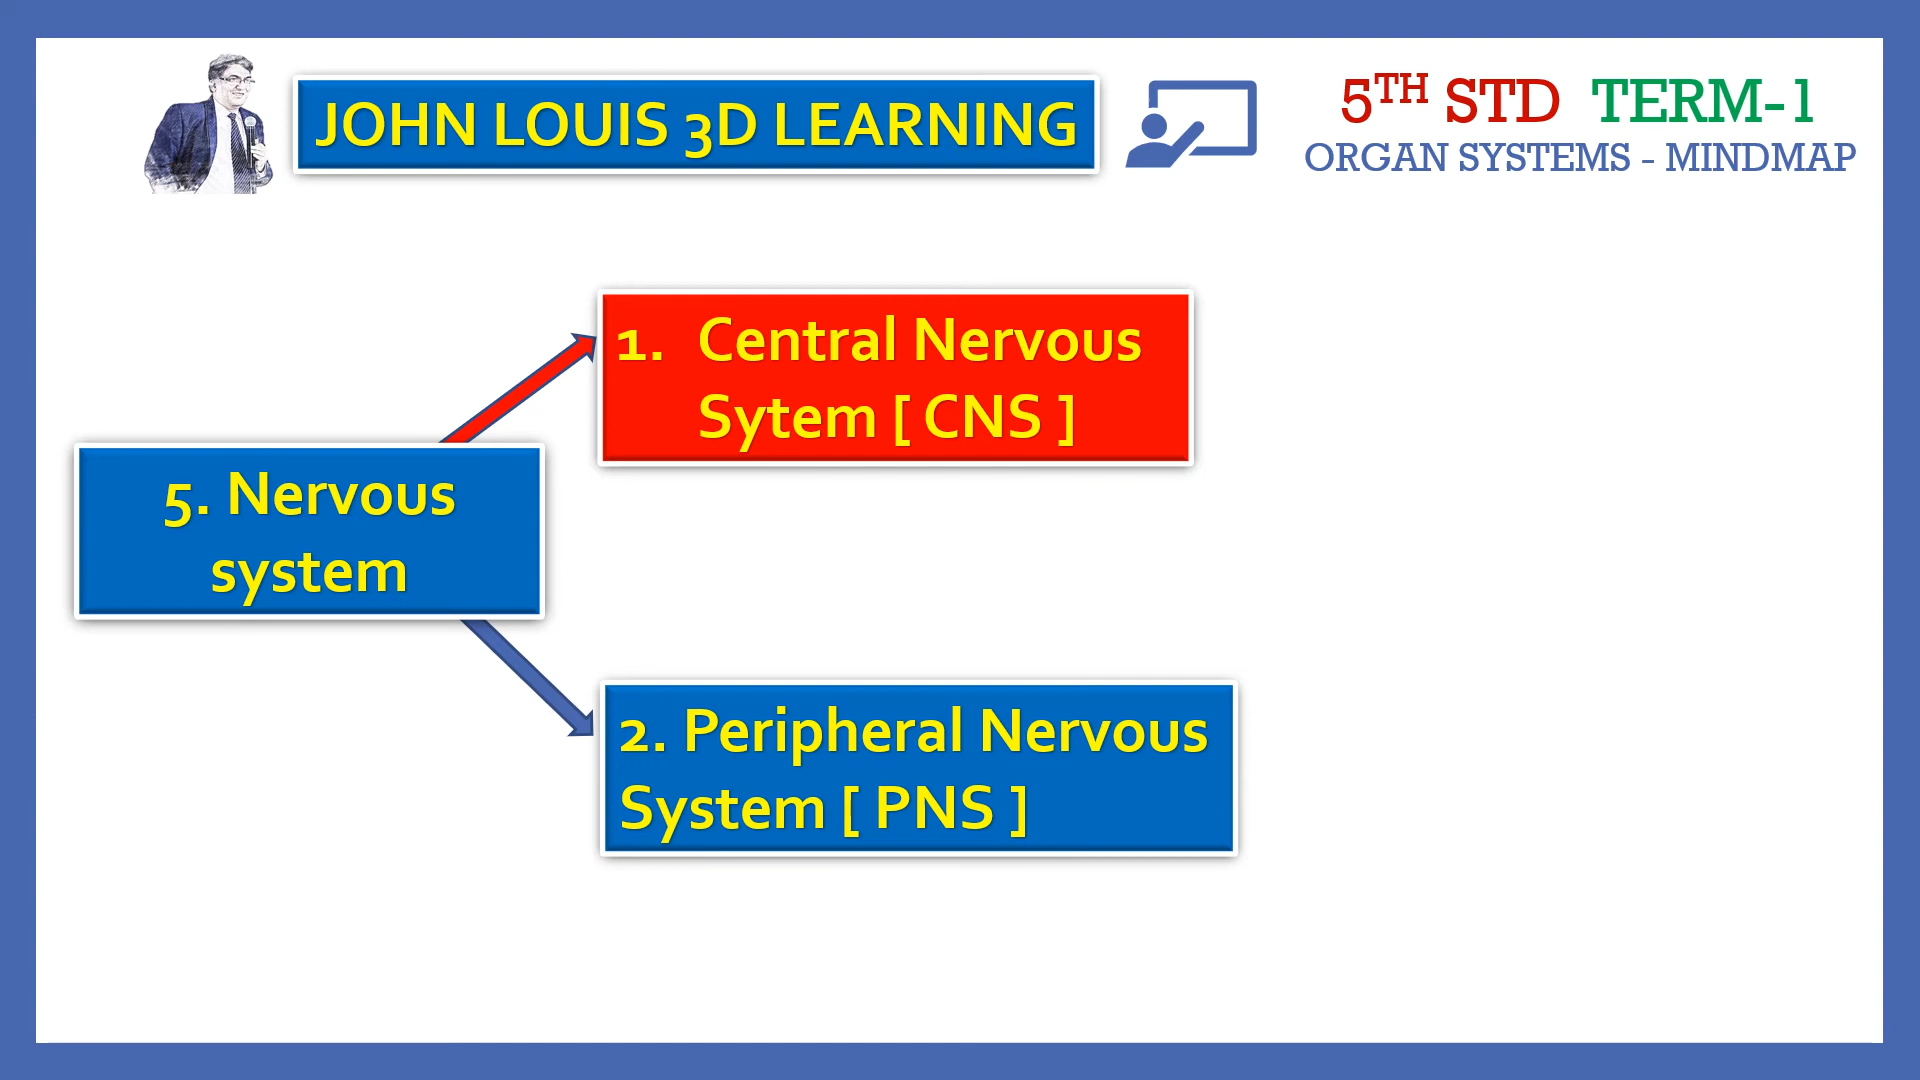 JOHN LOUIS 3D LEARNING
5TH STD TERM-1
ORGAN SYSTEMS - MINDMAP
1. Central Nervous
Sytem [ CNS ]
5. Nervous
system
2. Peripheral Nervous
System [ PNS ]